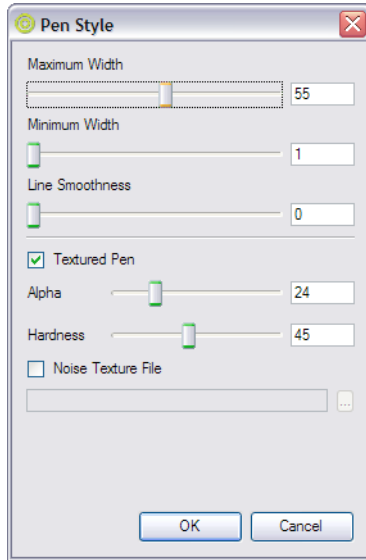 Pen Style
Maximum Width
55
Minimum Width
1
Line Smoothness
0
Textured Pen
Alpha 24
Hardness 45
Noise Texture File
...
OK Cancel